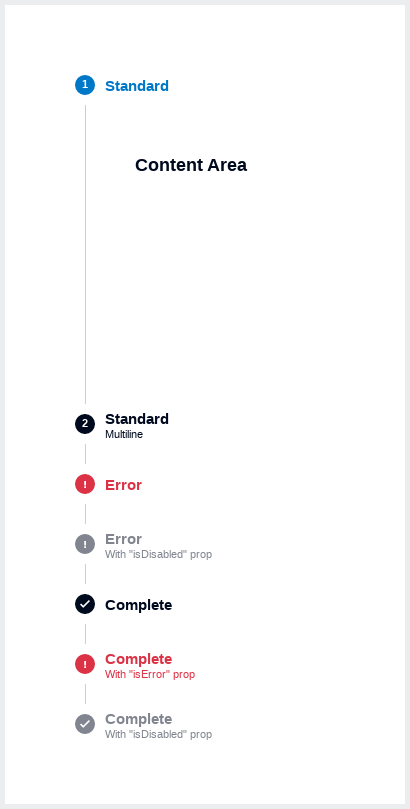 1 Standard
Content Area
2 Standard
Multiline
! Error
! Error
With "isDisabled" prop
Complete
! Complete
With "isError" prop
Complete
With "isDisabled" prop